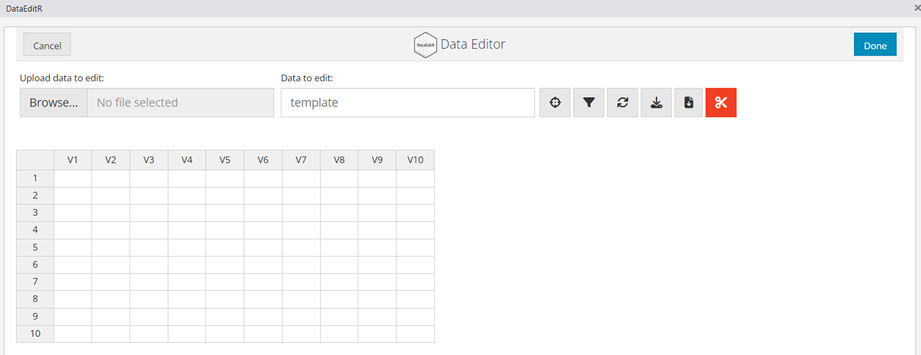 DataEditR
Cancel
DataEditR
Data Editor
Done
Upload data to edit:
Data to edit:
Browse...
No file selected
template
V1 V2 V3 V4 V5 V6 V7 V8 V9 V10
1
2
3
4
5
6
7
8
9
10